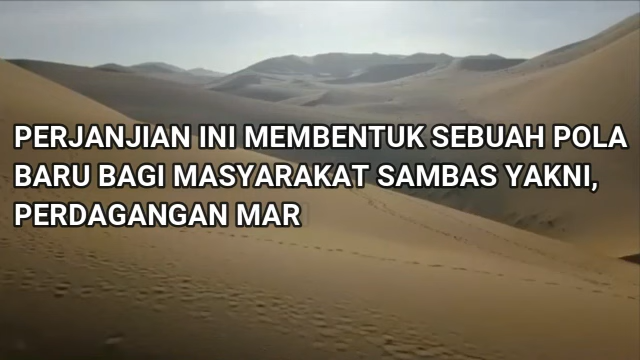 PERJANJIAN INI MEMBENTUK SEBUAH POLA
BARU BAGI MASYARAKAT SAMBAS YAKNI,
PERDAGANGAN MAR